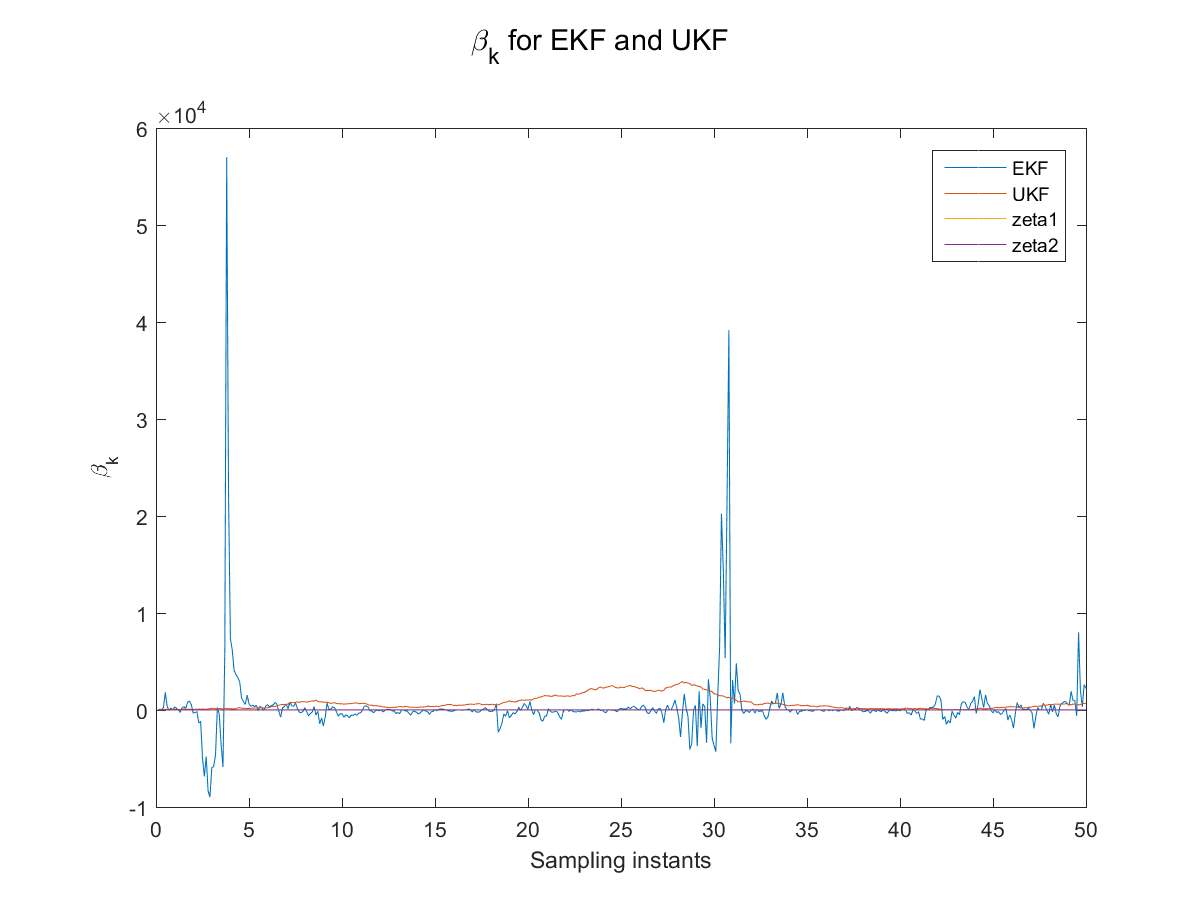 βk for EKF and UKF
×10^4
6
5
4
3
2
1
0
-1
βk
0 5 10 15 20 25 30 35 40 45 50
Sampling instants
EKF
UKF
zeta1
zeta2